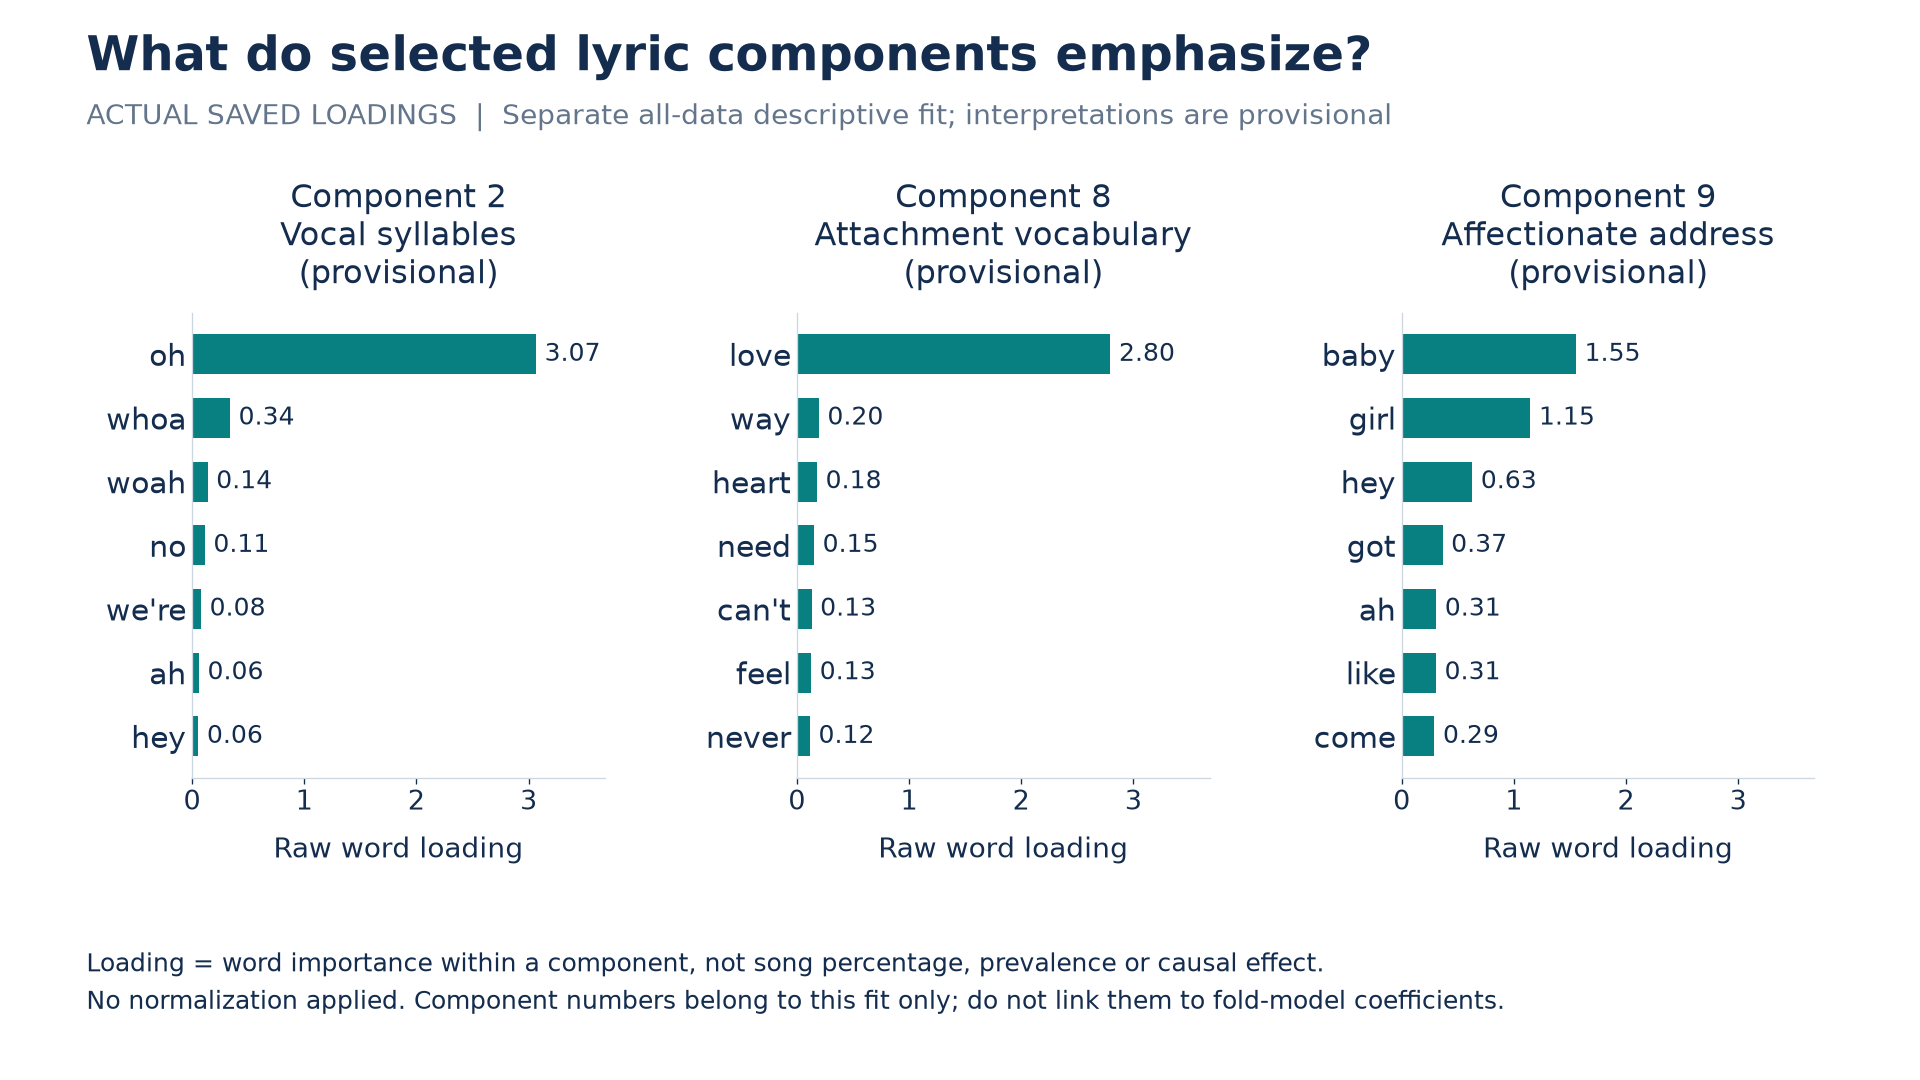 What do selected lyric components emphasize?
ACTUAL SAVED LOADINGS | Separate all-data descriptive fit; interpretations are provisional
Component 2
Vocal syllables
(provisional)
oh 3.07
whoa 0.34
woah 0.14
no 0.11
we're 0.08
ah 0.06
hey 0.06
0 1 2 3
Raw word loading
Component 8
Attachment vocabulary
(provisional)
love 2.80
way 0.20
heart 0.18
need 0.15
can't 0.13
feel 0.13
never 0.12
0 1 2 3
Raw word loading
Component 9
Affectionate address
(provisional)
baby 1.55
girl 1.15
hey 0.63
got 0.37
ah 0.31
like 0.31
come 0.29
0 1 2 3
Raw word loading
Loading = word importance within a component, not song percentage, prevalence or causal effect.
No normalization applied. Component numbers belong to this fit only; do not link them to fold-model coefficients.